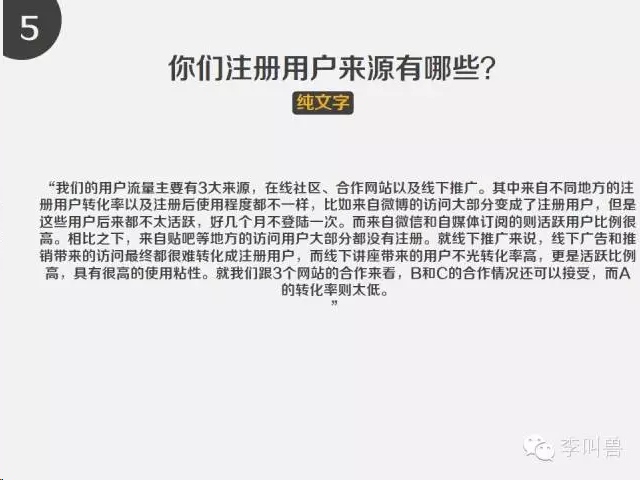 5
你们注册用户来源有哪些？
纯文字
“我们的用户流量主要有3大来源，在线社区、合作网站以及线下推广。其中来自不同地方的注
册用户转化率以及注册后使用程度都不一样，比如来自微博的访问大部分变成了注册用户，但是
这些用户后来都不太活跃，好几个月不登陆一次。而来自微信和自媒体订阅的则活跃用户比例很
高。相比之下，来自贴吧等地方的访问用户大部分都没有注册。就线下推广来说，线下广告和推
销带来的访问最终都很难转化成注册用户，而线下讲座带来的用户不光转化率高，更是活跃比例
高，具有很高的使用粘性。就我们跟3个网站的合作来看，B和C的合作情况还可以接受，而A
的转化率则太低。
”
李叫兽